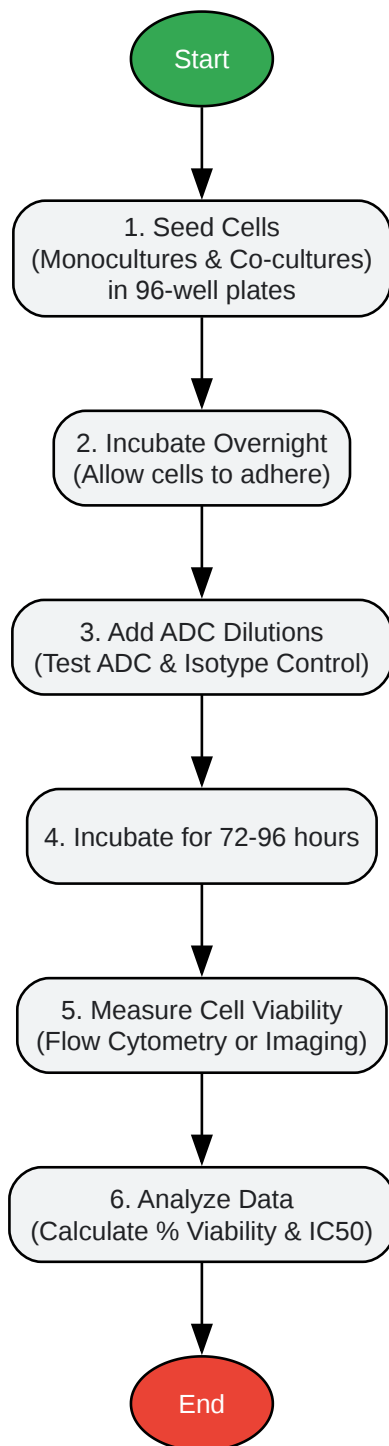 Start
1. Seed Cells
(Monocultures & Co-cultures)
in 96-well plates
2. Incubate Overnight
(Allow cells to adhere)
3. Add ADC Dilutions
(Test ADC & Isotype Control)
4. Incubate for 72-96 hours
5. Measure Cell Viability
(Flow Cytometry or Imaging)
6. Analyze Data
(Calculate % Viability & IC50)
End